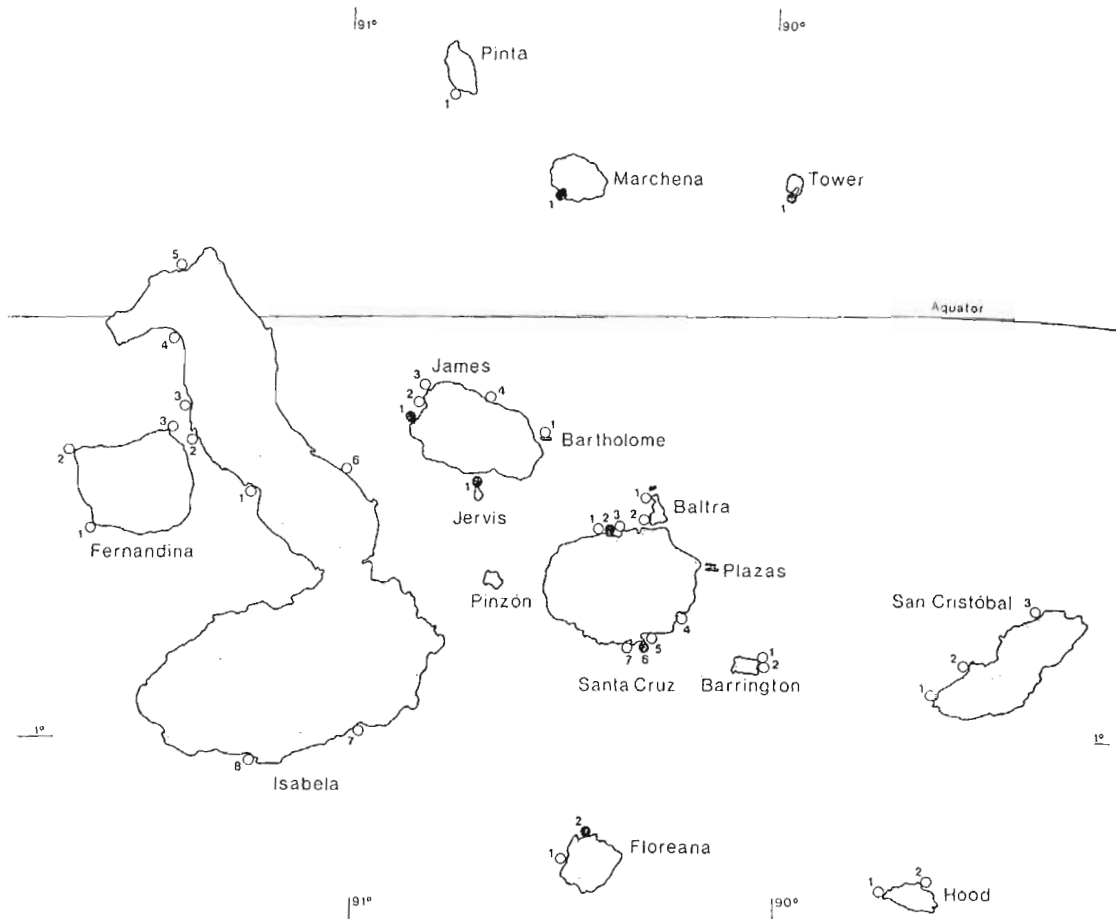 91° 90°
Pinta
1
Marchena
1
Tower
1
5
Äquator
4
James
3
2
4
1
3
3
2
2
1
Bartholome
6
1
1
Jervis
1
Baltra
1 2 3 2
1
Fernandina
Plazas
Pinzón
San Cristóbal
3
4
5
7 6
1
2
2
Santa Cruz
Barrington
1
1°
1°
7
8
Isabela
2
1
Floreana
91°
90°
1
2
Hood